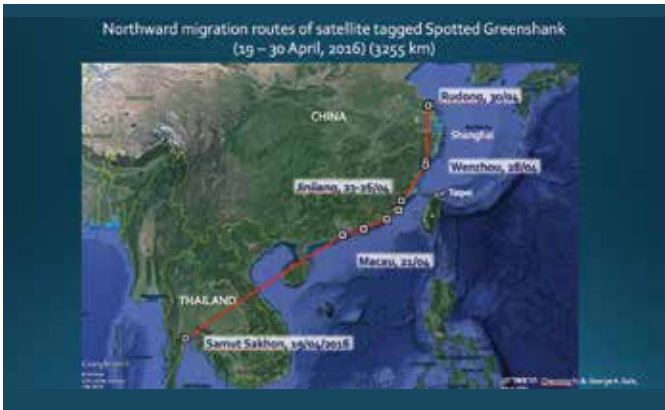 Northward migration routes of satellite tagged Spotted Greenshank
(19 – 30 April, 2016) (3255 km)
Rudong, 30/04
CHINA
Shanghai
Wenzhou, 28/04
Jinjiang, 23-26/04
Taipei
Macau, 21/04
THAILAND
Samut Sakhon, 19/04/2016